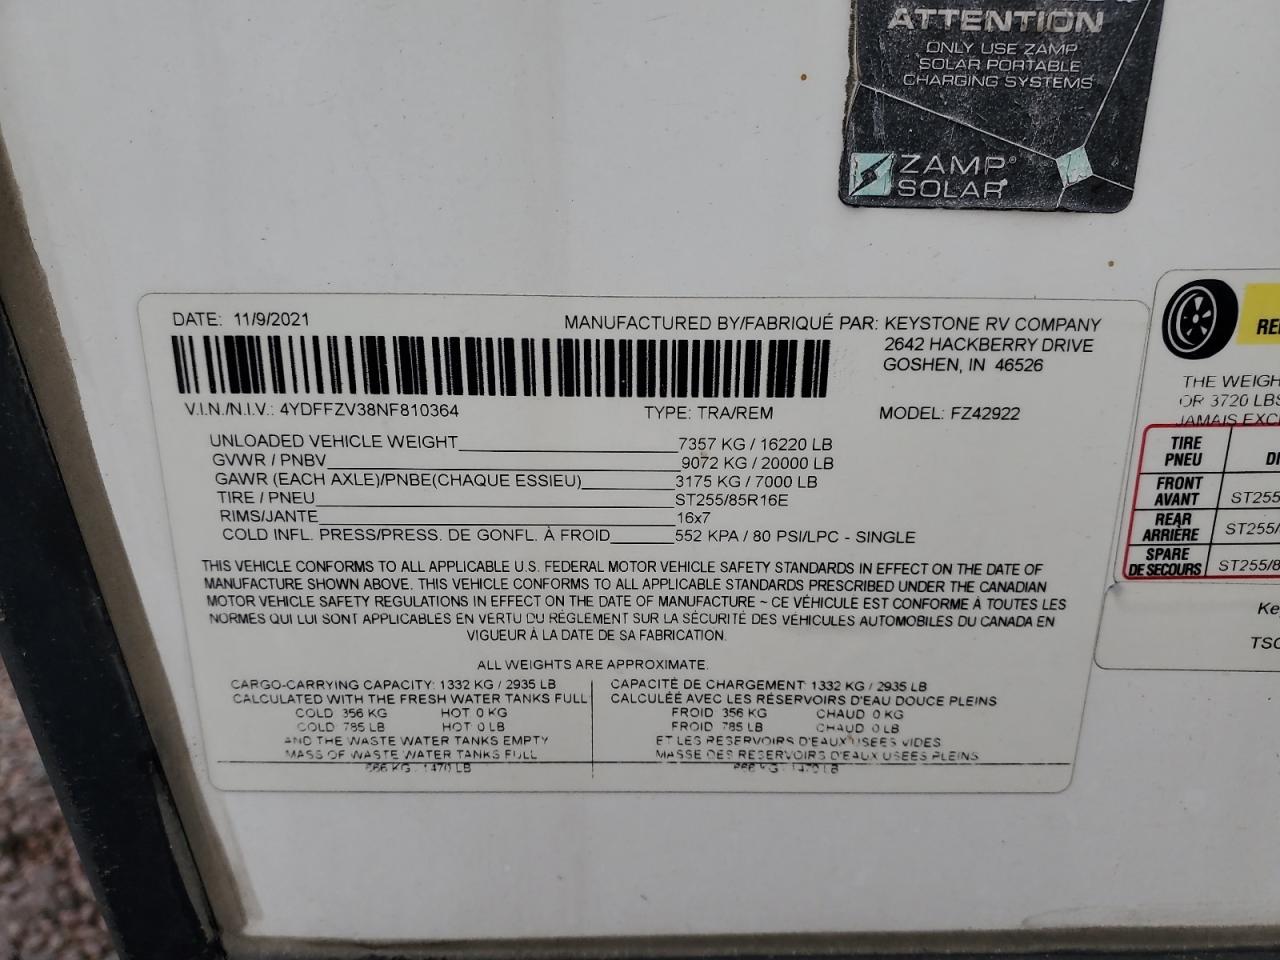 ATTENTION
ONLY USE ZAMP
SOLAR PORTABLE
CHARGING SYSTEMS
ZAMP®
SOLAR
DATE: 11/9/2021
MANUFACTURED BY/FABRIQUÉ PAR: KEYSTONE RV COMPANY
2642 HACKBERRY DRIVE
GOSHEN, IN 46526
V.I.N./N.I.V.: 4YDFFZV38NF810364 TYPE: TRA/REM MODEL: FZ42922
UNLOADED VEHICLE WEIGHT 7357 KG / 16220 LB
GVWR / PNBV 9072 KG / 20000 LB
GAWR (EACH AXLE)/PNBE(CHAQUE ESSIEU) 3175 KG / 7000 LB
TIRE / PNEU ST255/85R16E
RIMS/JANTE 16x7
COLD INFL. PRESS/PRESS. DE GONFL. À FROID 552 KPA / 80 PSI/LPC - SINGLE
THIS VEHICLE CONFORMS TO ALL APPLICABLE U.S. FEDERAL MOTOR VEHICLE SAFETY STANDARDS IN EFFECT ON THE DATE OF
MANUFACTURE SHOWN ABOVE. THIS VEHICLE CONFORMS TO ALL APPLICABLE STANDARDS PRESCRIBED UNDER THE CANADIAN
MOTOR VEHICLE SAFETY REGULATIONS IN EFFECT ON THE DATE OF MANUFACTURE ~ CE VÉHICULE EST CONFORME À TOUTES LES
NORMES QUI LUI SONT APPLICABLES EN VERTU DU RÉGLEMENT SUR LA SÉCURITÉ DES VÉHICULES AUTOMOBILES DU CANADA EN
VIGUEUR À LA DATE DE SA FABRICATION.
ALL WEIGHTS ARE APPROXIMATE.
CARGO-CARRYING CAPACITY: 1332 KG / 2935 LB
CALCULATED WITH THE FRESH WATER TANKS FULL
COLD 356 KG HOT 0 KG
COLD 785 LB HOT 0 LB
AND THE WASTE WATER TANKS EMPTY
MASS OF WASTE WATER TANKS FULL
666 KG / 1470 LB
CAPACITÉ DE CHARGEMENT: 1332 KG / 2935 LB
CALCULÉE AVEC LES RÉSERVOIRS D'EAU DOUCE PLEINS
FROID 356 KG CHAUD 0 KG
FROID 785 LB CHAUD 0 LB
ET LES RÉSERVOIRS D'EAUX USÉES VIDES
MASSE DES RÉSERVOIRS D'EAUX USÉES PLEINS
666 KG / 1470 LB
THE WEIGH
OR 3720 LBS
JAMAIS EXC
TIRE
PNEU
FRONT
AVANT ST255
REAR
ARRIÈRE ST255/
SPARE
DE SECOURS ST255/8
Ke
TSC